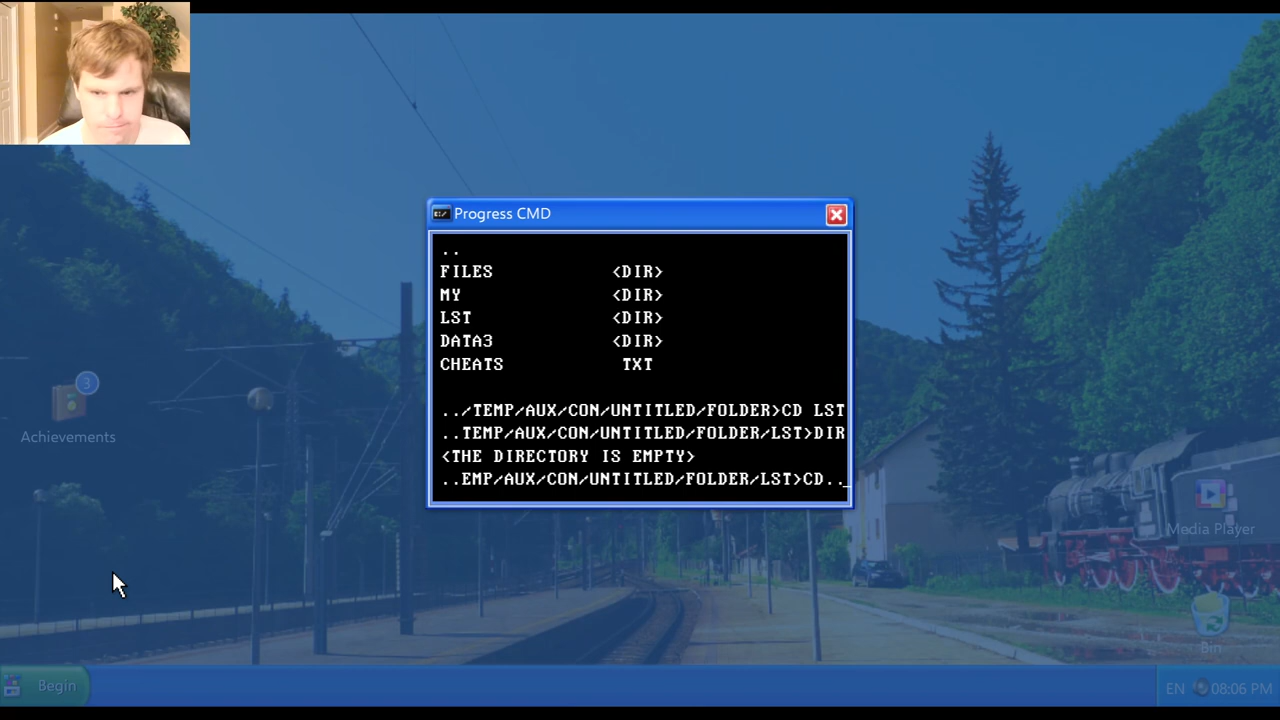 Progress CMD
..
FILES <DIR>
MY <DIR>
LST <DIR>
DATA3 <DIR>
CHEATS TXT
../TEMP/AUX/CON/UNTITLED/FOLDER>CD LST
..TEMP/AUX/CON/UNTITLED/FOLDER/LST>DIR
<THE DIRECTORY IS EMPTY>
..EMP/AUX/CON/UNTITLED/FOLDER/LST>CD.._
3
Achievements
Media Player
Bin
Begin
EN 08:06 PM